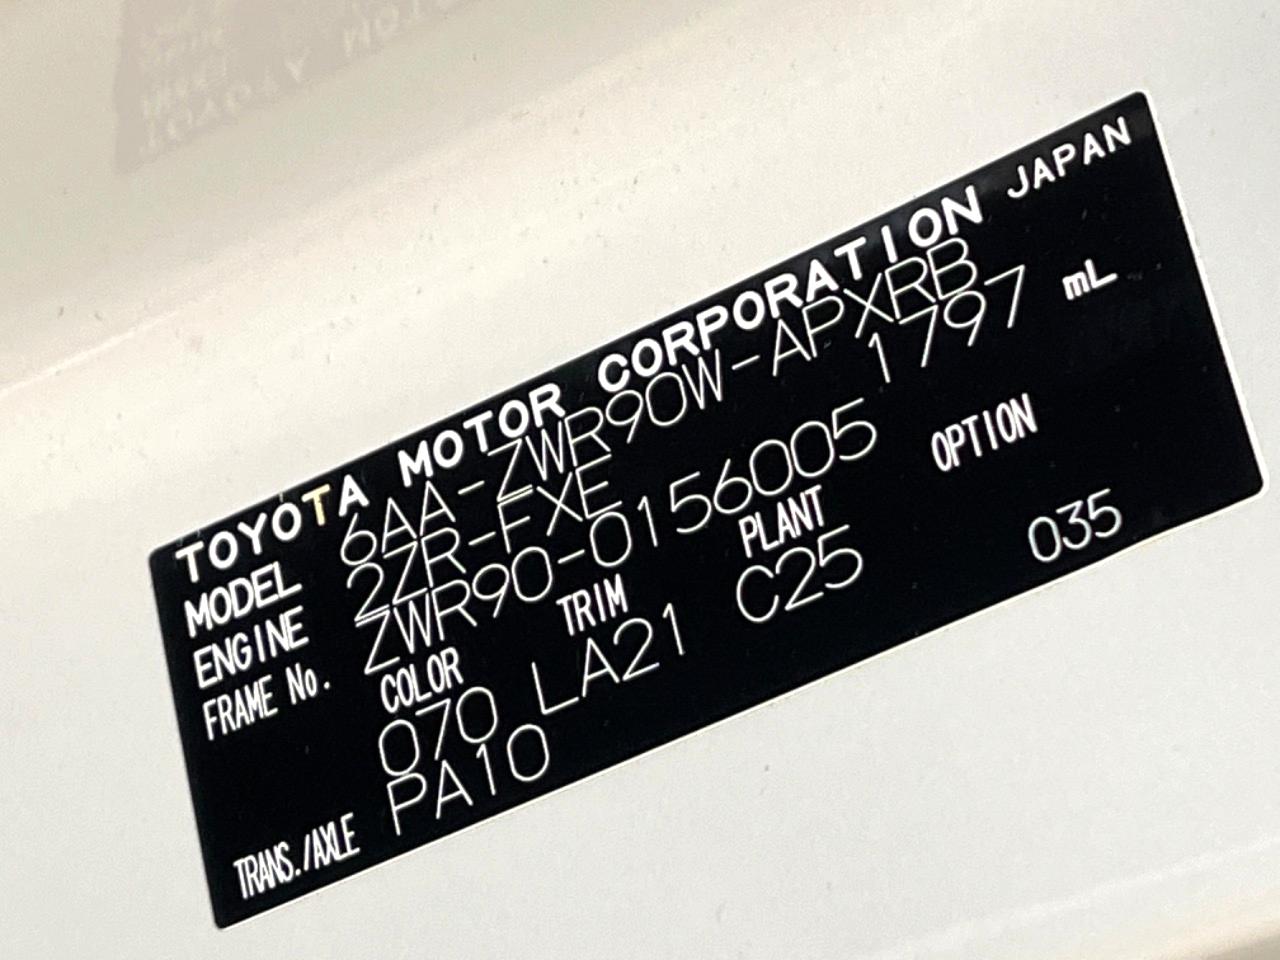 TOYOTA MOTOR CORPORATION JAPAN
MODEL 6AA-ZWR90W-APXRB
ENGINE 2ZR-FXE 1797 mL
FRAME No. ZWR90-0156005
COLOR TRIM PLANT OPTION
070 LA21 C25 035
TRANS./AXLE PA10